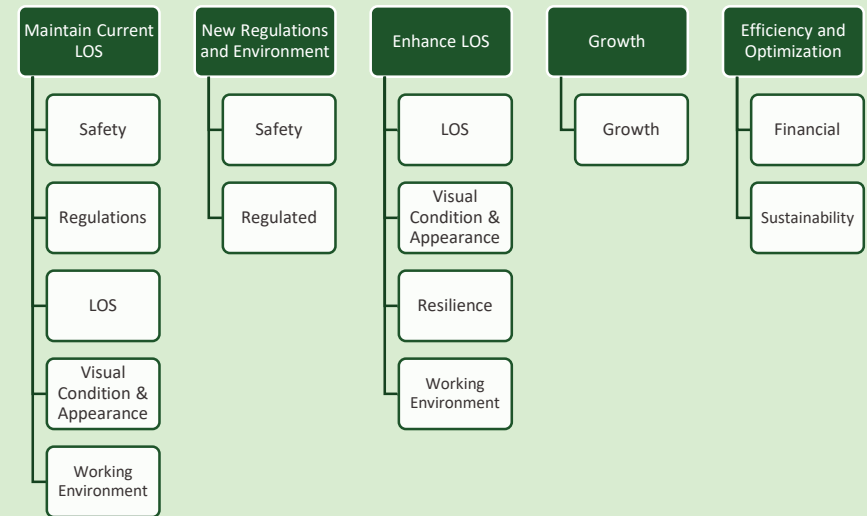 Maintain Current
LOS
Safety
Regulations
LOS
Visual
Condition &
Appearance
Working
Environment
New Regulations
and Environment
Safety
Regulated
Enhance LOS
LOS
Visual
Condition &
Appearance
Resilience
Working
Environment
Growth
Growth
Efficiency and
Optimization
Financial
Sustainability